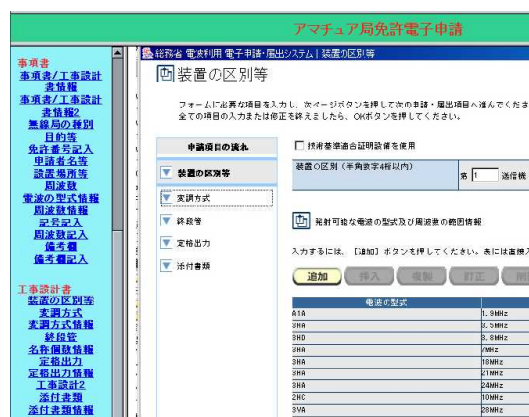 アマチュア局免許電子申請
事項書
事項書/工事設計
書情報
事項書/工事設計
書情報2
無線局の種別
目的等
免許番号記入
申請者名等
設置場所等
周波数
電波の型式情報
周波数情報
記号記入
周波数記入
備考欄
備考欄記入
工事設計書
装置の区別等
変調方式
変調方式情報
終段管
名称個数情報
定格出力
定格出力情報
工事設計2
添付書類
添付書類情報
総務省 電波利用 電子申請・届出システム | 装置の区別等
装置の区別等
フォームに必要な項目を入力し、次ページボタンを押して次の申請・届出項目へ進んでくださ
全ての項目の入力または修正を終えましたら、OKボタンを押してください。
申請項目の流れ
装置の区別等
変調方式
終段管
定格出力
添付書類
技術基準適合証明設備を使用
装置の区別(半角数字4桁以内)
第 1 送信機
発射可能な電波の型式及び周波数の範囲情報
入力するには、[追加] ボタンを押してください。表には直接入
追加 挿入 複製 訂正 削
電波の型式
A1A 1.9MHz
3HA 3.5MHz
3HD 3.8MHz
3HA 7MHz
3HA 18MHz
3HA 21MHz
3HA 24MHz
2HC 10MHz
3VA 28MHz